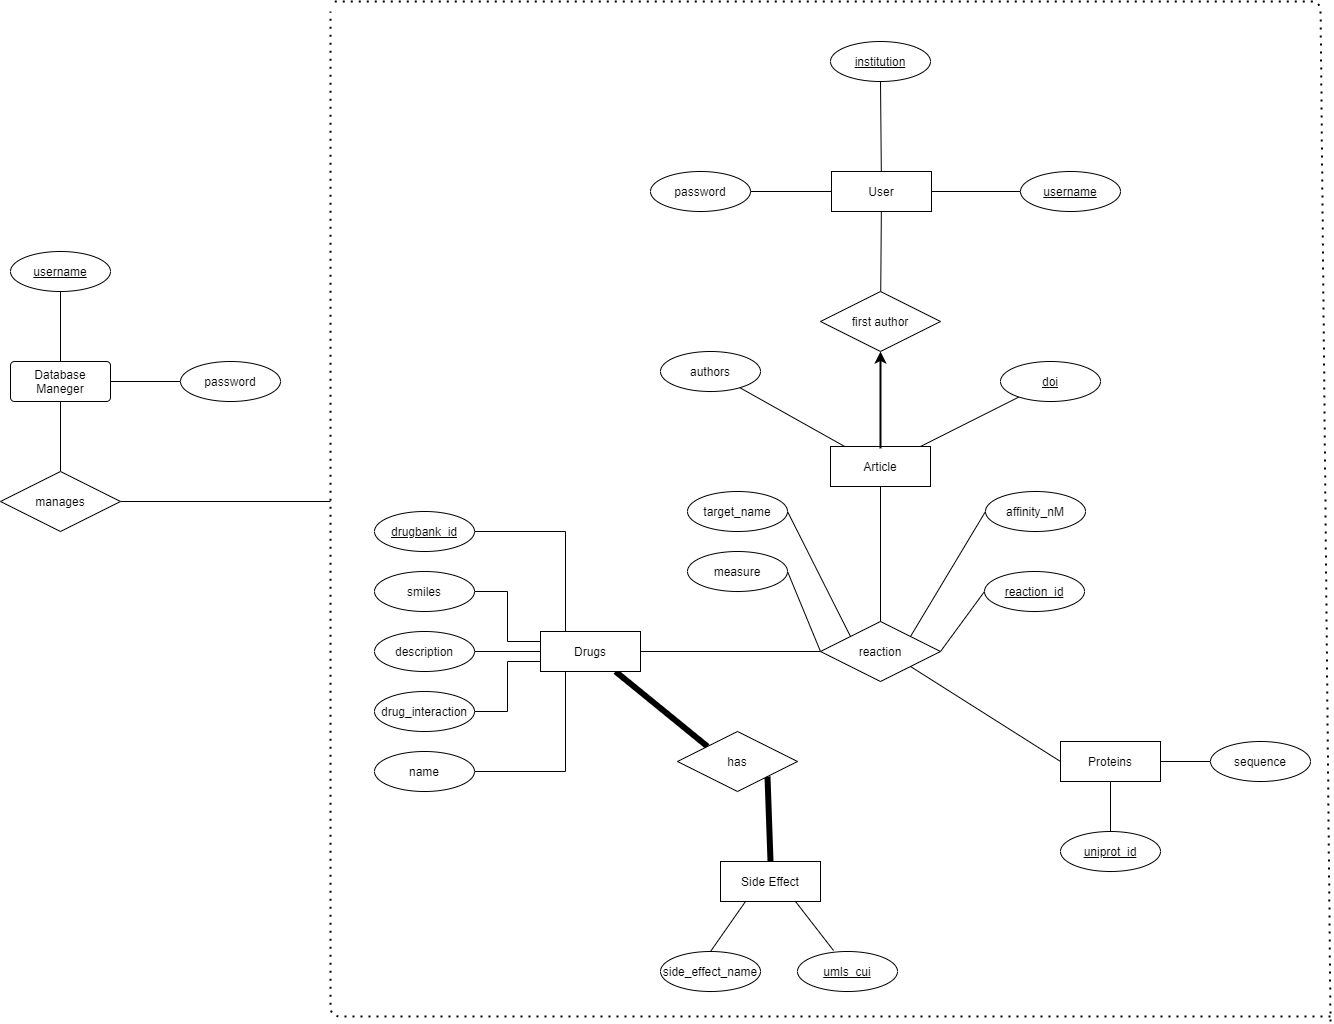 institution
password
User
username
username
first author
authors
doi
Database
Maneger
password
Article
manages
drugbank_id
target_name
affinity_nM
smiles
measure
reaction_id
description
Drugs
reaction
drug_interaction
name
has
Proteins
sequence
uniprot_id
Side Effect
side_effect_name
umls_cui